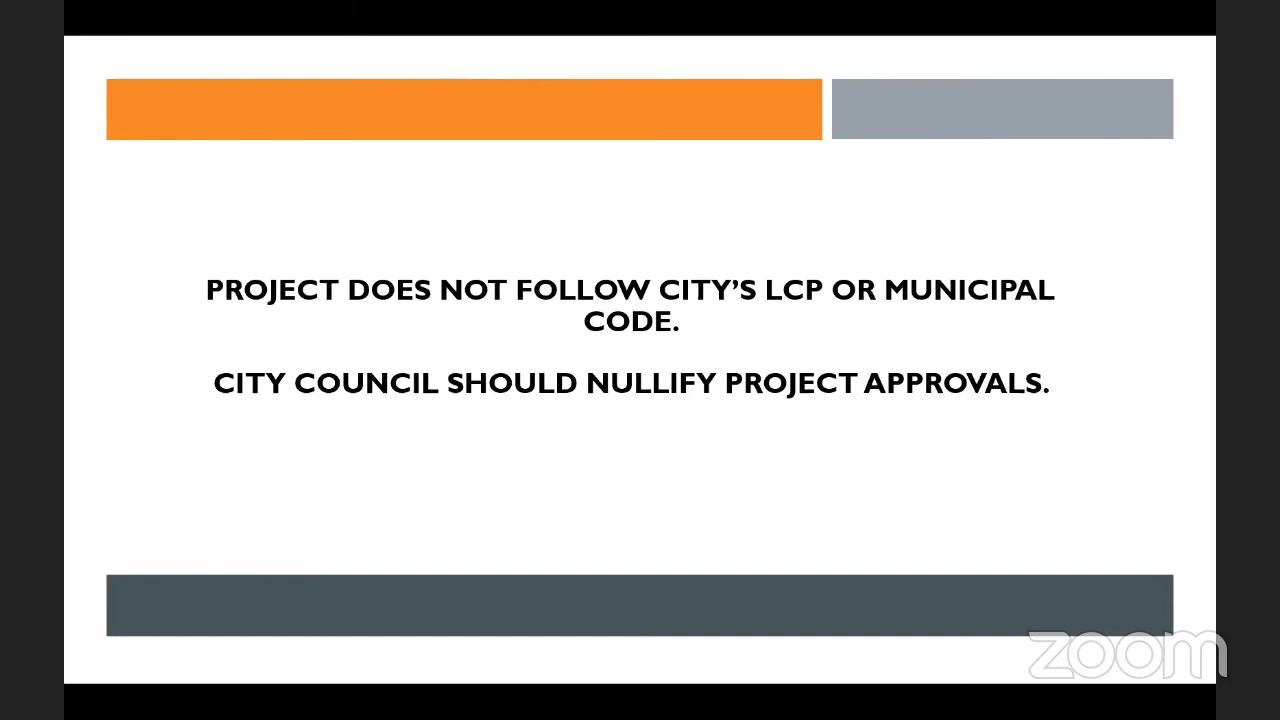 PROJECT DOES NOT FOLLOW CITY’S LCP OR MUNICIPAL
CODE.
CITY COUNCIL SHOULD NULLIFY PROJECT APPROVALS.
zoom